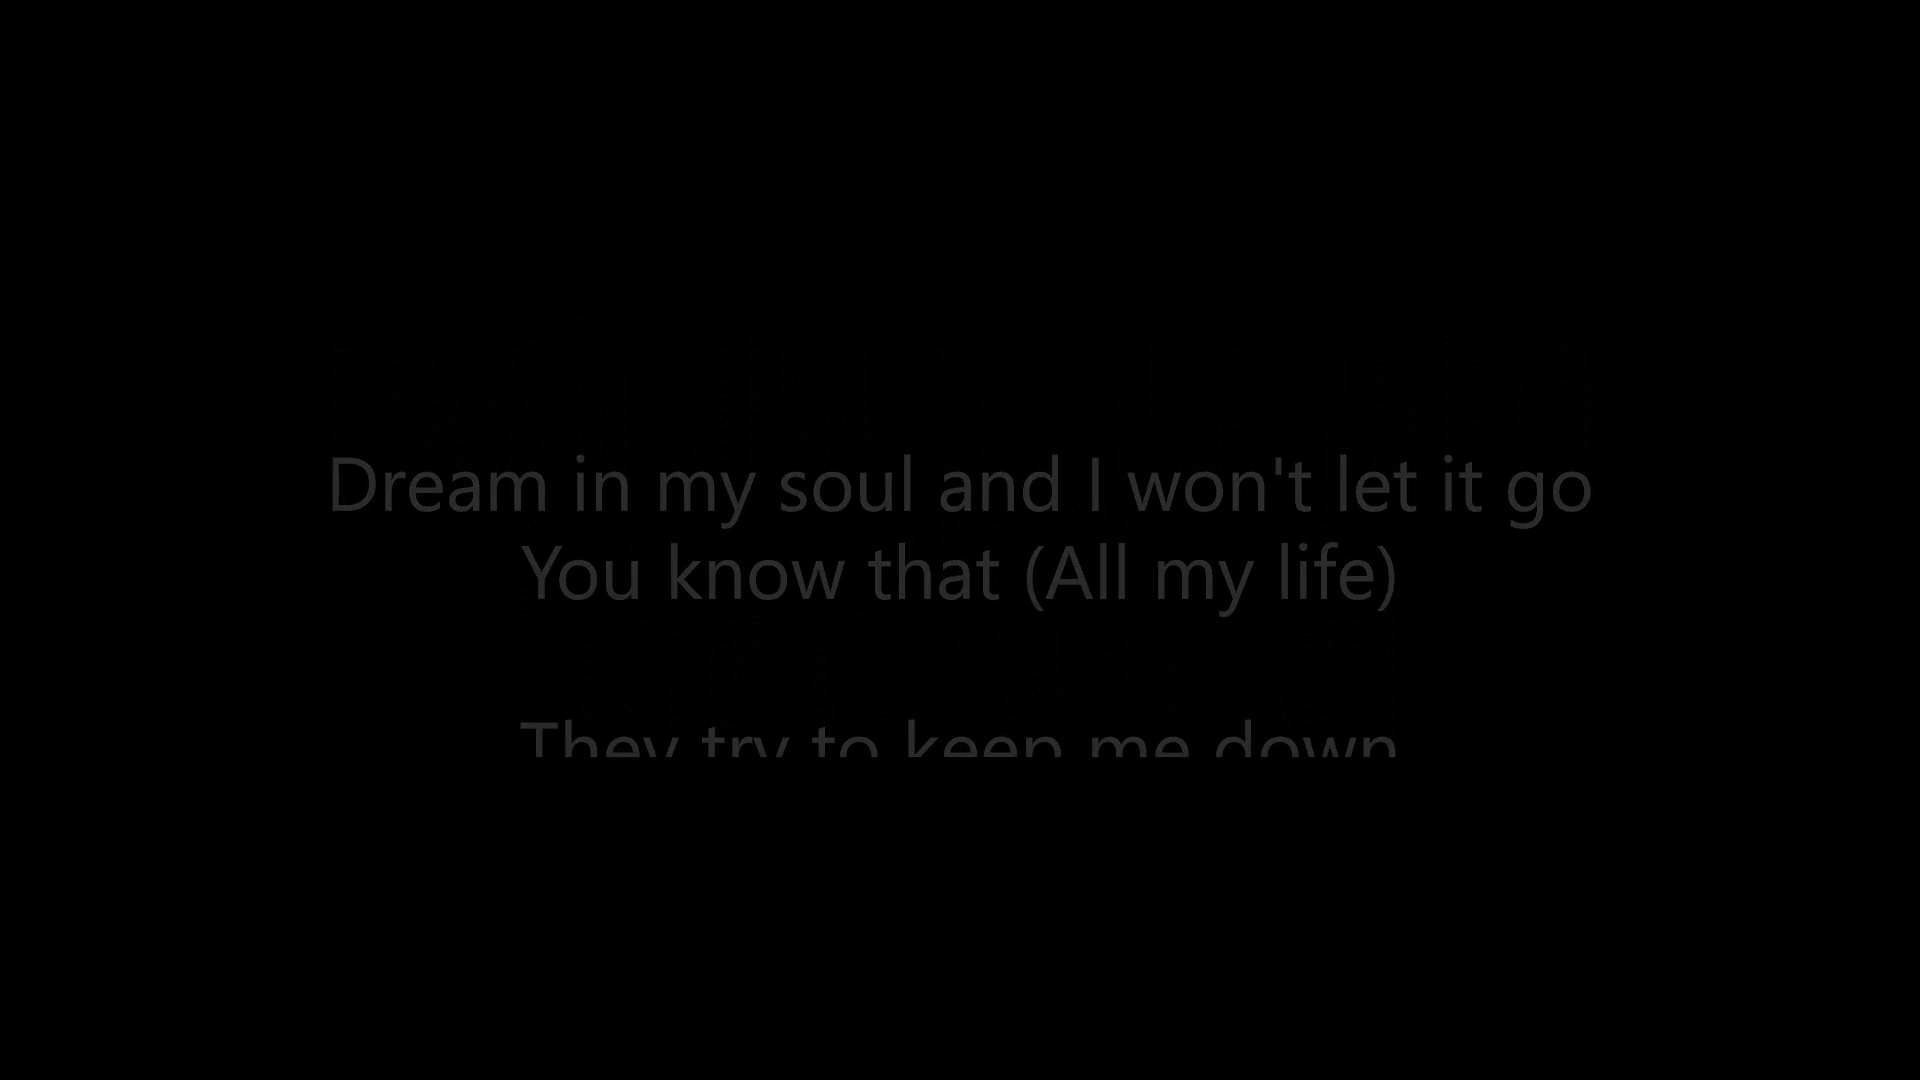 Dream in my soul and I won't let it go
You know that (All my life)
They try to keep me down